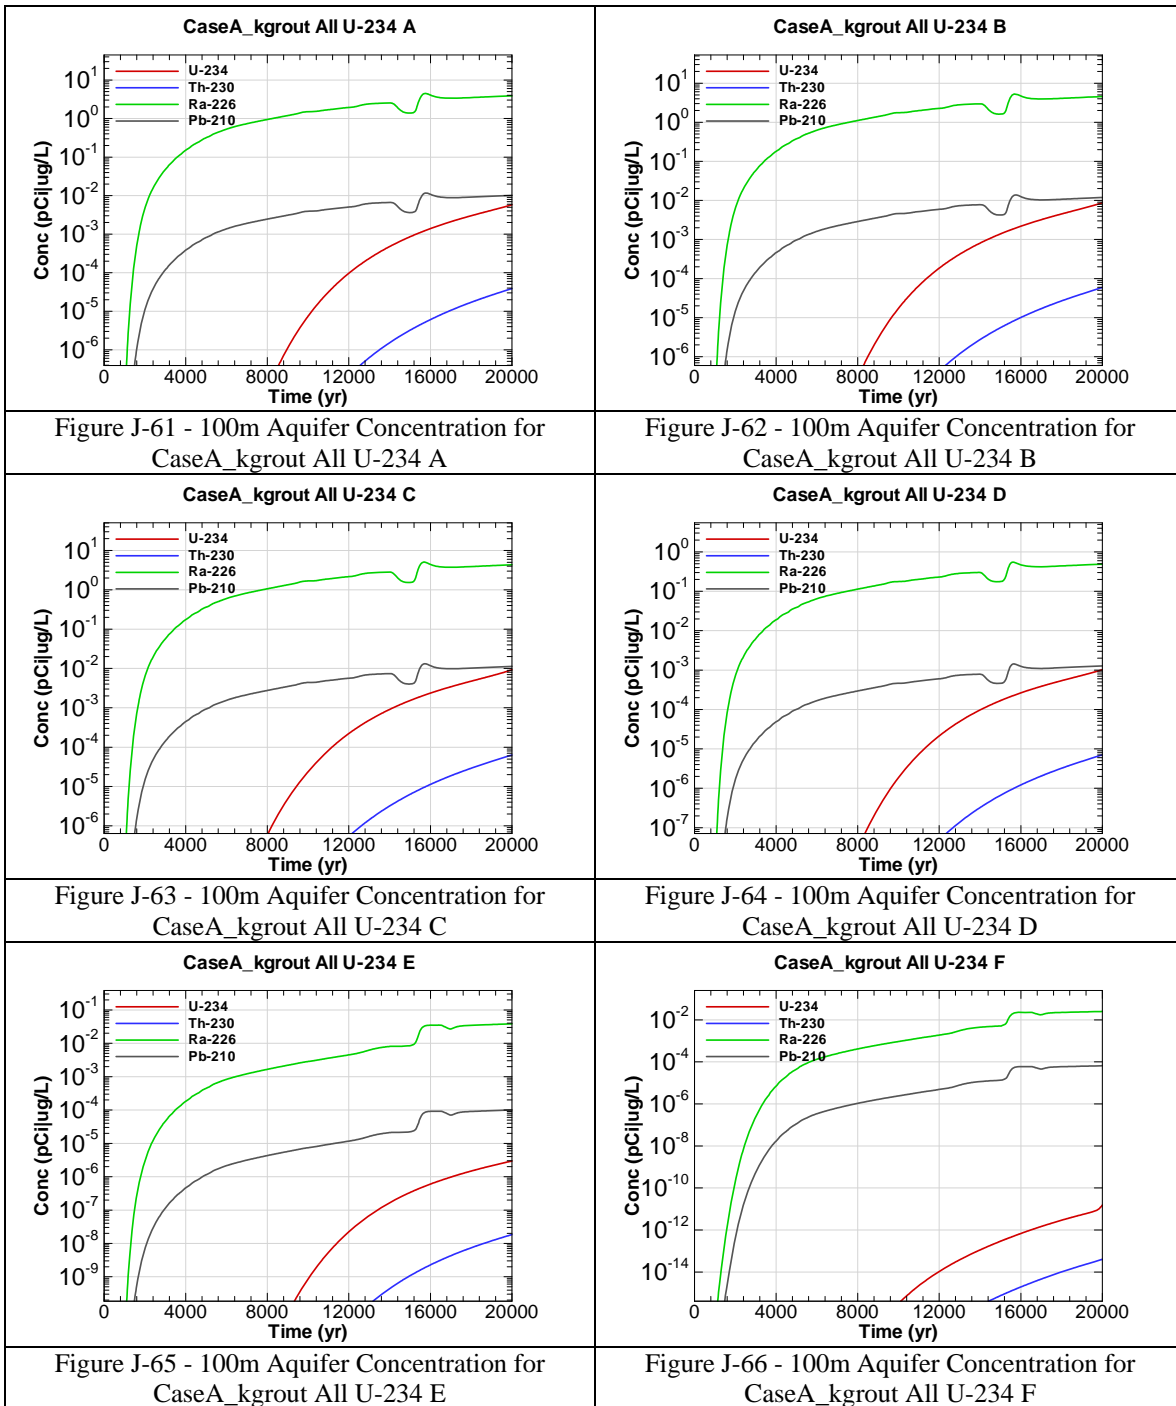 CaseA_kgrout All U-234 A
U-234
Th-230
Ra-226
Pb-210
Conc (pCi|ug/L)
10^1
10^0
10^-1
10^-2
10^-3
10^-4
10^-5
10^-6
0 4000 8000 12000 16000 20000
Time (yr)
Figure J-61 - 100m Aquifer Concentration for
CaseA_kgrout All U-234 A
CaseA_kgrout All U-234 B
U-234
Th-230
Ra-226
Pb-210
Conc (pCi|ug/L)
10^1
10^0
10^-1
10^-2
10^-3
10^-4
10^-5
10^-6
0 4000 8000 12000 16000 20000
Time (yr)
Figure J-62 - 100m Aquifer Concentration for
CaseA_kgrout All U-234 B
CaseA_kgrout All U-234 C
U-234
Th-230
Ra-226
Pb-210
Conc (pCi|ug/L)
10^1
10^0
10^-1
10^-2
10^-3
10^-4
10^-5
10^-6
0 4000 8000 12000 16000 20000
Time (yr)
Figure J-63 - 100m Aquifer Concentration for
CaseA_kgrout All U-234 C
CaseA_kgrout All U-234 D
U-234
Th-230
Ra-226
Pb-210
Conc (pCi|ug/L)
10^0
10^-1
10^-2
10^-3
10^-4
10^-5
10^-6
10^-7
0 4000 8000 12000 16000 20000
Time (yr)
Figure J-64 - 100m Aquifer Concentration for
CaseA_kgrout All U-234 D
CaseA_kgrout All U-234 E
U-234
Th-230
Ra-226
Pb-210
Conc (pCi|ug/L)
10^-1
10^-2
10^-3
10^-4
10^-5
10^-6
10^-7
10^-8
10^-9
0 4000 8000 12000 16000 20000
Time (yr)
Figure J-65 - 100m Aquifer Concentration for
CaseA_kgrout All U-234 E
CaseA_kgrout All U-234 F
U-234
Th-230
Ra-226
Pb-210
Conc (pCi|ug/L)
10^-2
10^-4
10^-6
10^-8
10^-10
10^-12
10^-14
0 4000 8000 12000 16000 20000
Time (yr)
Figure J-66 - 100m Aquifer Concentration for
CaseA_kgrout All U-234 F